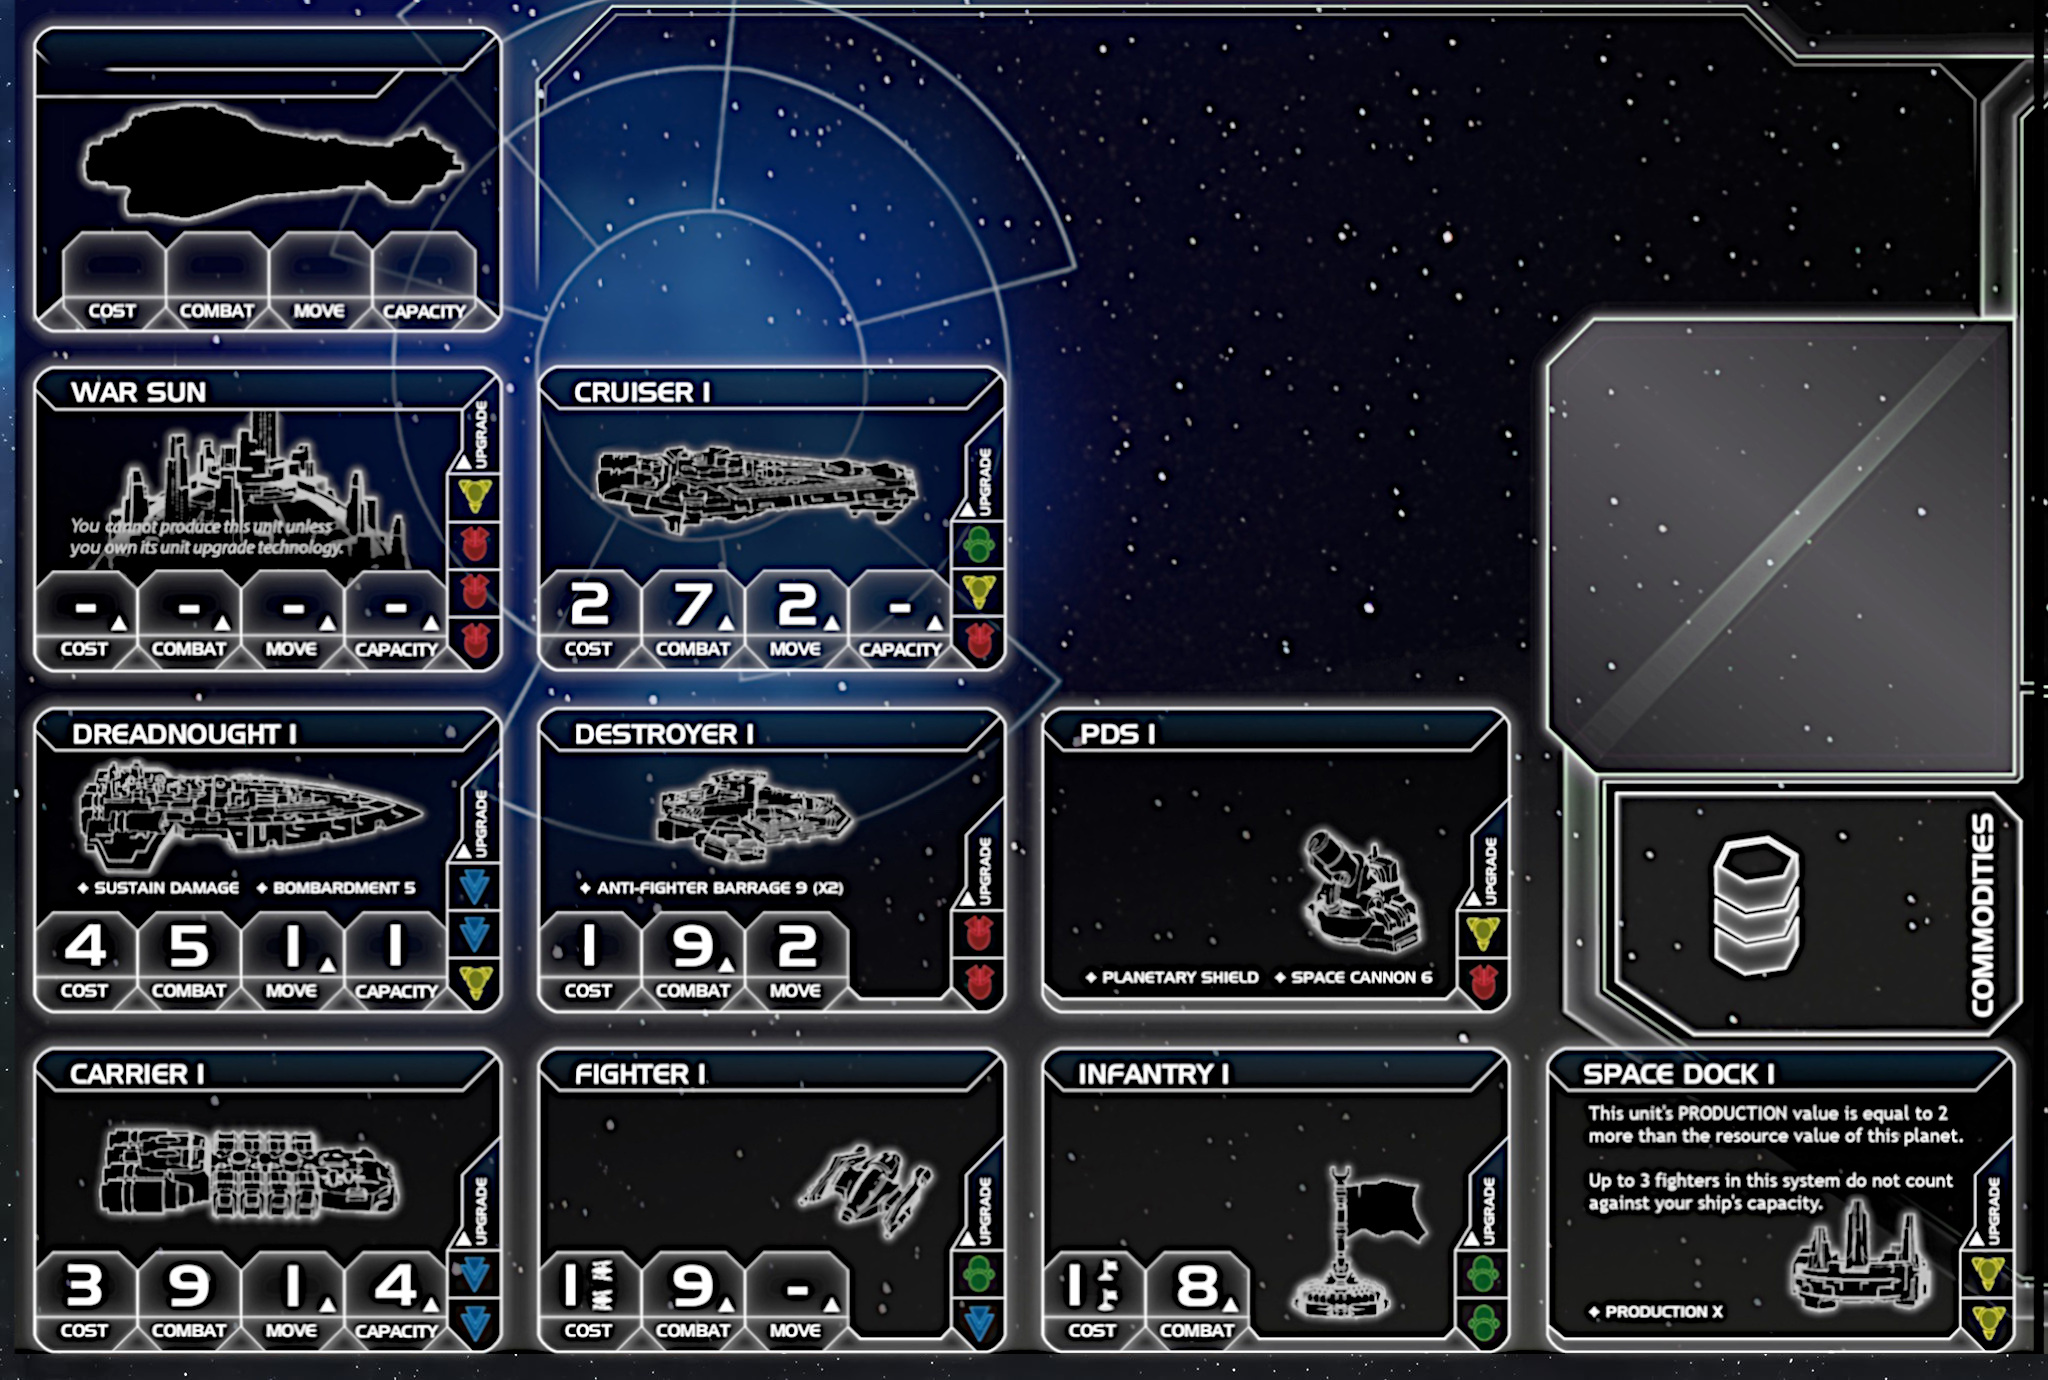 COST COMBAT MOVE CAPACITY
WAR SUN
UPGRADE
You cannot produce this unit unless
you own its unit upgrade technology.
- - - -
COST COMBAT MOVE CAPACITY
CRUISER I
UPGRADE
2 7 2 -
COST COMBAT MOVE CAPACITY
DREADNOUGHT I
UPGRADE
SUSTAIN DAMAGE BOMBARDMENT 5
4 5 1 1
COST COMBAT MOVE CAPACITY
DESTROYER I
UPGRADE
ANTI-FIGHTER BARRAGE 9 (X2)
1 9 2
COST COMBAT MOVE
PDS I
UPGRADE
PLANETARY SHIELD SPACE CANNON 6
COMMODITIES
CARRIER I
UPGRADE
3 9 1 4
COST COMBAT MOVE CAPACITY
FIGHTER I
UPGRADE
1 9 -
COST COMBAT MOVE
INFANTRY I
UPGRADE
1 8
COST COMBAT
SPACE DOCK I
This unit's PRODUCTION value is equal to 2
more than the resource value of this planet.
Up to 3 fighters in this system do not count
against your ship's capacity.
UPGRADE
PRODUCTION X